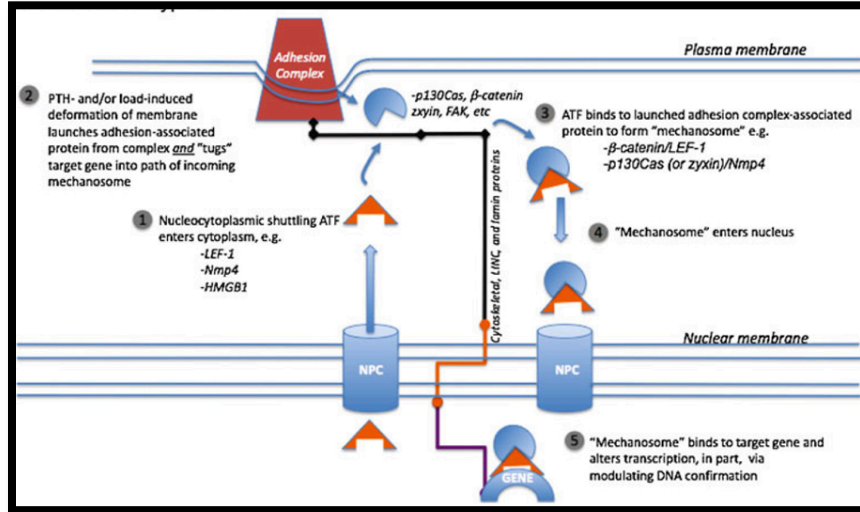 Plasma membrane
Adhesion
Complex
2 PTH- and/or load-induced
deformation of membrane
launches adhesion-associated
protein from complex and "tugs"
target gene into path of incoming
mechanosome
-p130Cas, β-catenin
zyxin, FAK, etc
3 ATF binds to launched adhesion complex-associated
protein to form "mechanosome" e.g.
-β-catenin/LEF-1
-p130Cas (or zyxin)/Nmp4
1 Nucleocytoplasmic shuttling ATF
enters cytoplasm, e.g.
-LEF-1
-Nmp4
-HMGB1
Cytoskeletal, LINC, and lamin proteins
4 "Mechanosome" enters nucleus
Nuclear membrane
NPC
NPC
5 "Mechanosome" binds to target gene and
alters transcription, in part, via
modulating DNA confirmation
GENE